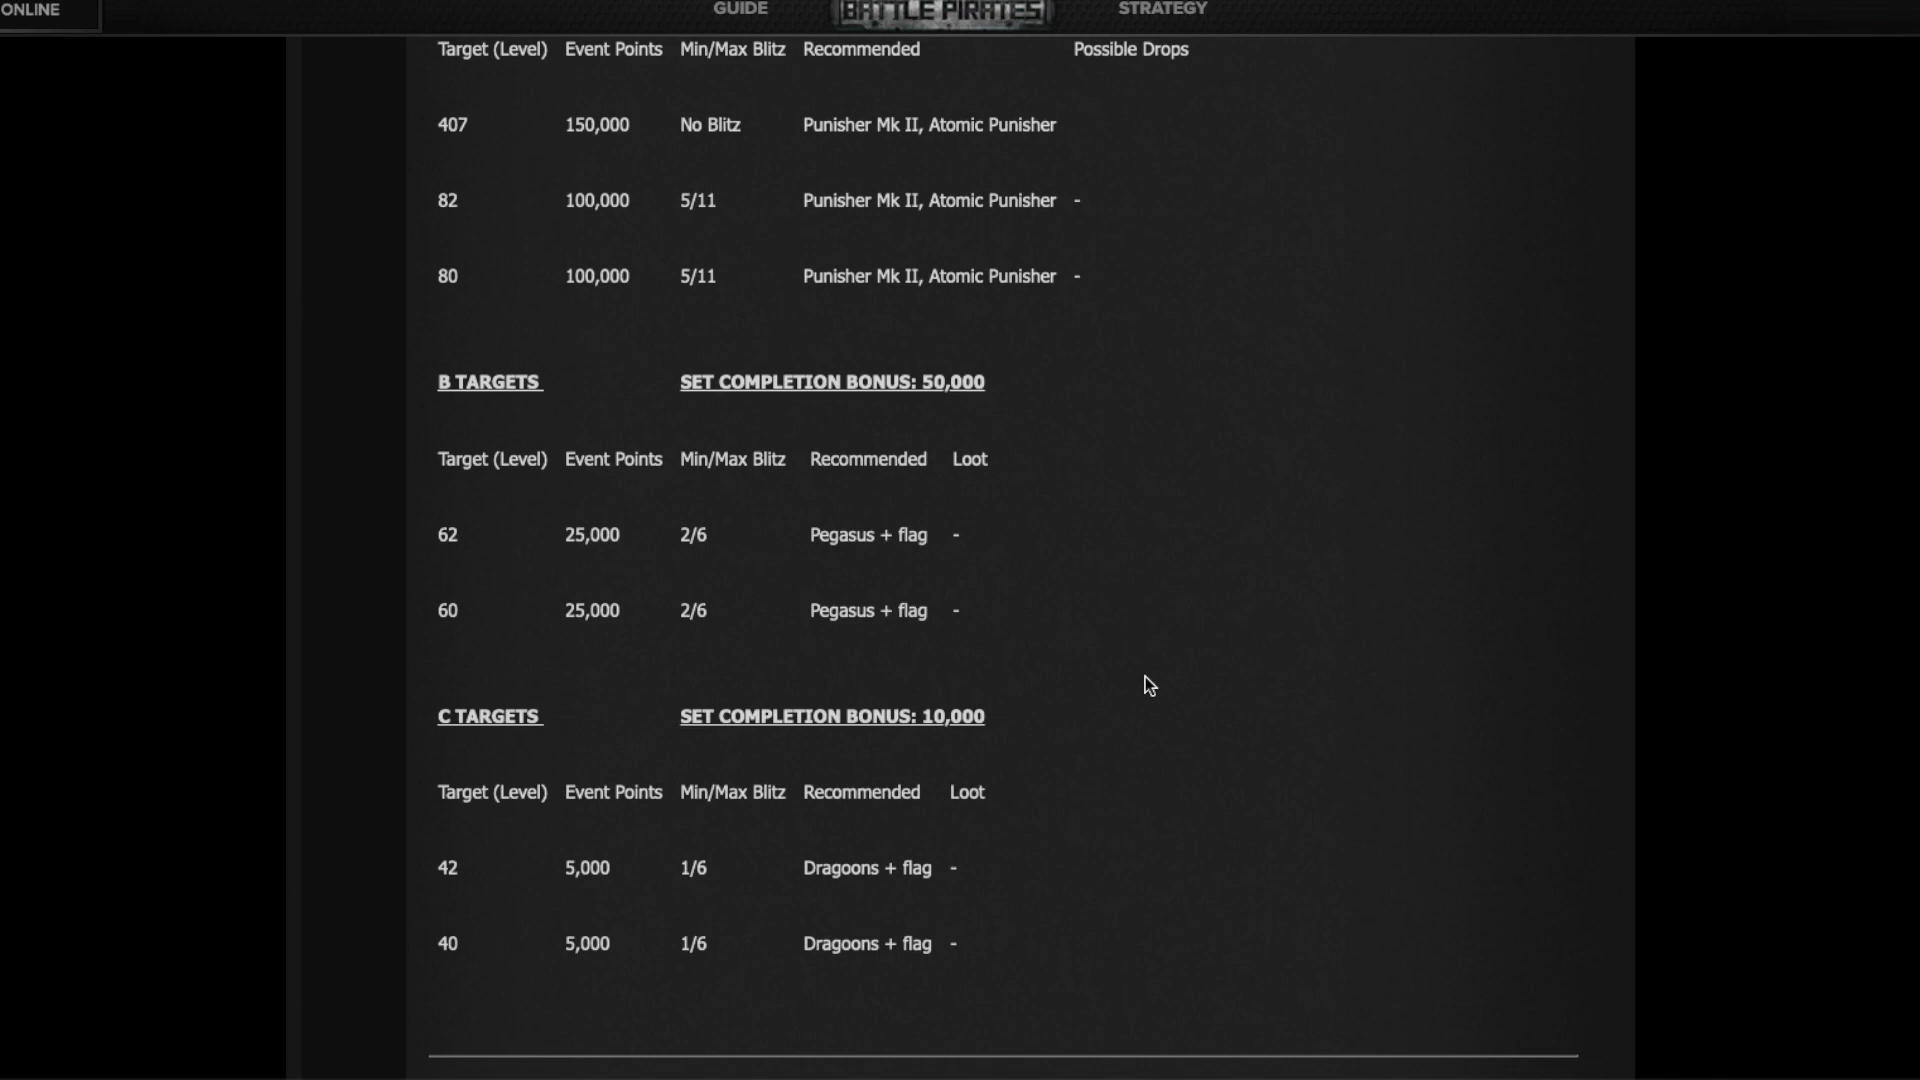 ONLINE GUIDE BATTLE PIRATES STRATEGY
Target (Level) Event Points Min/Max Blitz Recommended Possible Drops
407 150,000 No Blitz Punisher Mk II, Atomic Punisher
82 100,000 5/11 Punisher Mk II, Atomic Punisher -
80 100,000 5/11 Punisher Mk II, Atomic Punisher -
B TARGETS SET COMPLETION BONUS: 50,000
Target (Level) Event Points Min/Max Blitz Recommended Loot
62 25,000 2/6 Pegasus + flag -
60 25,000 2/6 Pegasus + flag -
C TARGETS SET COMPLETION BONUS: 10,000
Target (Level) Event Points Min/Max Blitz Recommended Loot
42 5,000 1/6 Dragoons + flag -
40 5,000 1/6 Dragoons + flag -